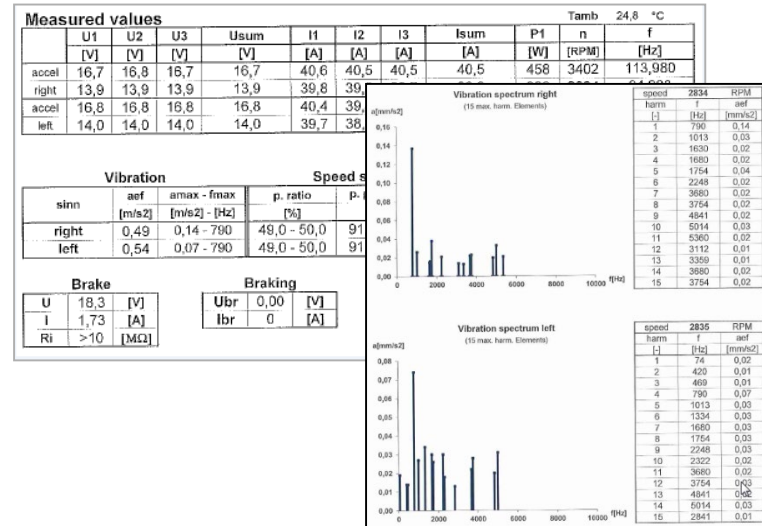 Measured values
Tamb 24,8 °C
U1 U2 U3 Usum I1 I2 I3 Isum P1 n f
[V] [V] [V] [V] [A] [A] [A] [A] [W] [RPM] [Hz]
accel 16,7 16,8 16,7 16,7 40,6 40,5 40,5 40,5 458 3402 113,980
right 13,9 13,9 13,9 13,9 39,8
accel 16,8 16,8 16,8 16,8 40,4 39,
left 14,0 14,0 14,0 14,0 39,7 38,
Vibration
Speed s
sinn aef amax - fmax p. ratio p.
[m/s2] [m/s2] - [Hz] [%]
right 0,49 0,14 - 790 49,0 - 50,0 91
left 0,54 0,07 - 790 49,0 - 50,0 91
Brake
U 18,3 [V]
I 1,73 [A]
Ri >10 [MΩ]
Braking
Ubr 0,00 [V]
Ibr 0 [A]
Vibration spectrum right
(15 max. harm. Elements)
a[mm/s2]
0,16
0,14
0,12
0,10
0,08
0,06
0,04
0,02
0,00
0 2000 4000 6000 8000 10000 f[Hz]
speed 2834 RPM
harm f aef
[-] [Hz] [mm/s2]
1 790 0,14
2 1013 0,03
3 1630 0,02
4 1680 0,02
5 1754 0,04
6 2248 0,02
7 3680 0,02
8 3754 0,02
9 4841 0,02
10 5014 0,03
11 5360 0,02
12 3112 0,01
13 3359 0,01
14 3680 0,02
15 3754 0,02
Vibration spectrum left
(15 max. harm. Elements)
a[mm/s2]
0,08
0,07
0,06
0,05
0,04
0,03
0,02
0,01
0,00
0 2000 4000 6000 8000 10000 f[Hz]
speed 2835 RPM
harm f aef
[-] [Hz] [mm/s2]
1 74 0,02
2 420 0,01
3 469 0,01
4 790 0,07
5 1013 0,03
6 1334 0,03
7 1680 0,03
8 1754 0,03
9 2248 0,03
10 2322 0,02
11 3680 0,02
12 3754 0,03
13 4841 0,02
14 5014 0,03
15 2841 0,01